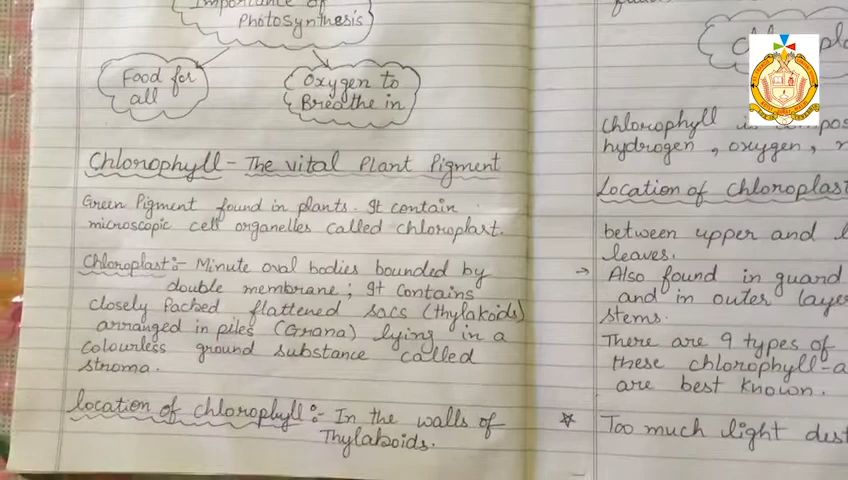 Importance of
Photosynthesis
Food for
all
Oxygen to
Breathe in
Chlorophyll - The vital Plant Pigment
Green Pigment found in plants. It contain
microscopic cell organelles called chloroplast.
Chloroplast:- Minute oval bodies bounded by
double membrane; It contains
closely Packed flattened sacs (thylakoids)
arranged in piles (Grana) lying in a
colourless ground substance called
stroma.
location of chlorophyll:- In the walls of
Thylakoids.
Chlorophyll is
hydrogen, oxygen,
Location of chloroplast
between upper and
leaves.
→ Also found in guard
and in outer layer
stems.
There are 9 types of
these chlorophyll-a
are best known.
Too much light